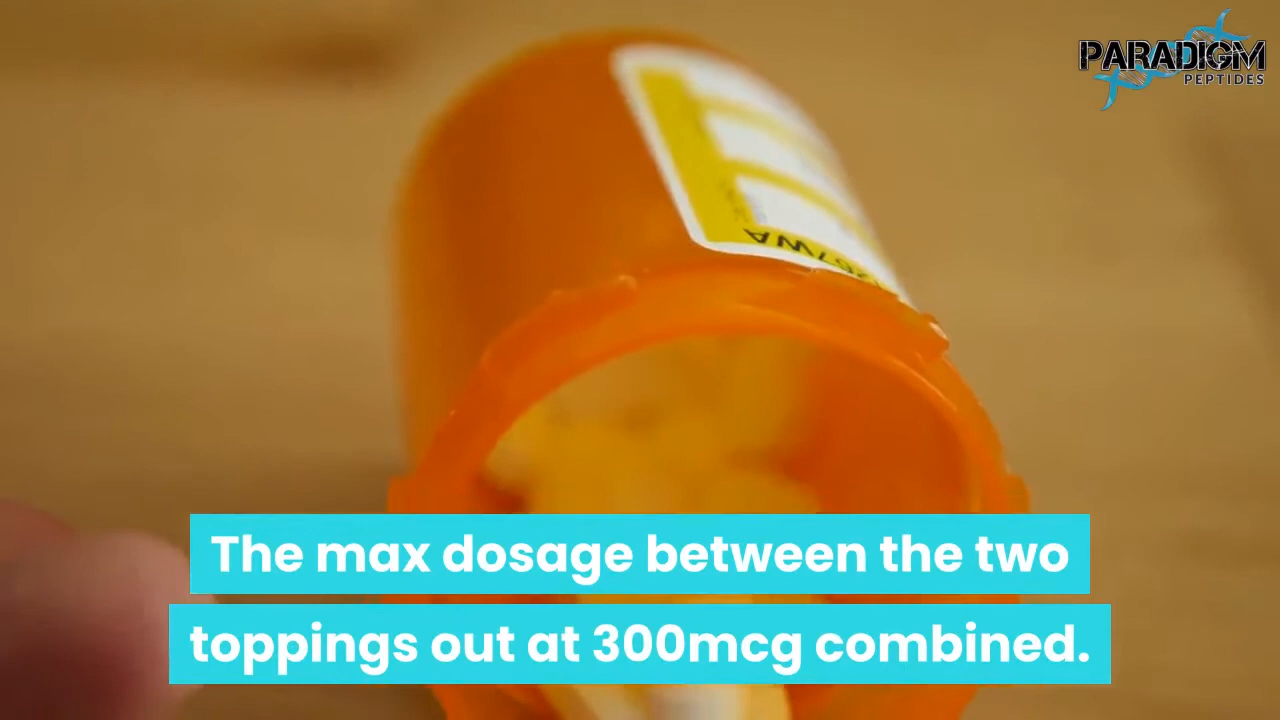 PARADIGM
PEPTIDES
The max dosage between the two
toppings out at 300mcg combined.